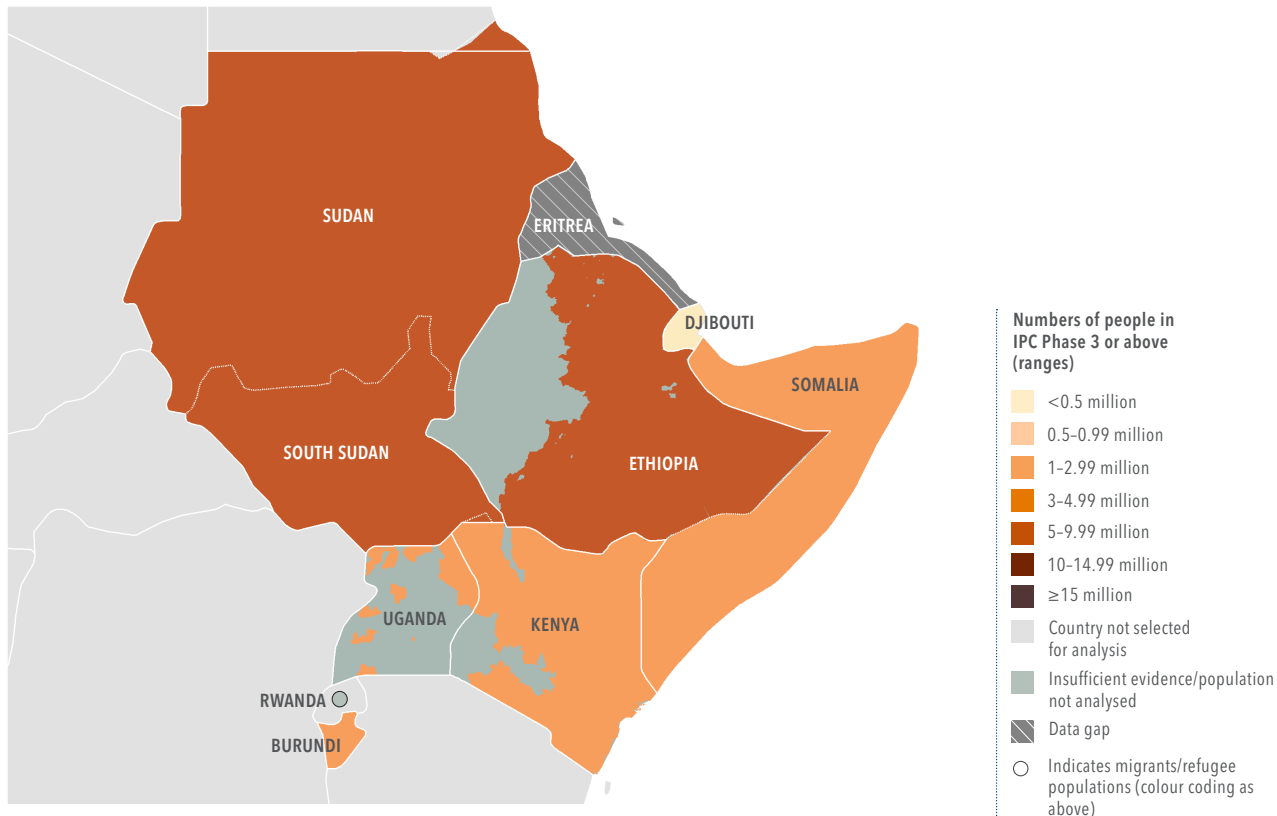 SUDAN
ERITREA
DJIBOUTI
SOMALIA
SOUTH SUDAN
ETHIOPIA
UGANDA
KENYA
RWANDA
BURUNDI
Numbers of people in
IPC Phase 3 or above
(ranges)
<0.5 million
0.5–0.99 million
1–2.99 million
3–4.99 million
5–9.99 million
10–14.99 million
≥15 million
Country not selected
for analysis
Insufficient evidence/population
not analysed
Data gap
Indicates migrants/refugee
populations (colour coding as
above)